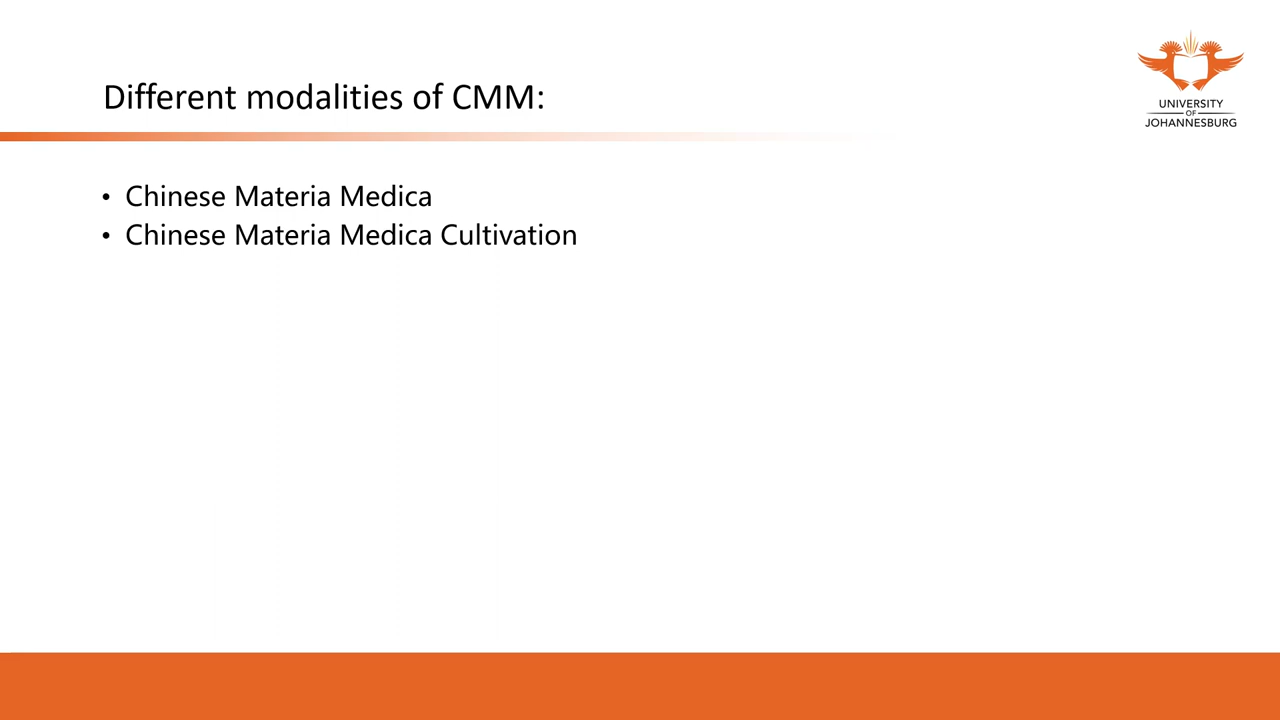 Different modalities of CMM:
UNIVERSITY
OF
JOHANNESBURG
• Chinese Materia Medica
• Chinese Materia Medica Cultivation